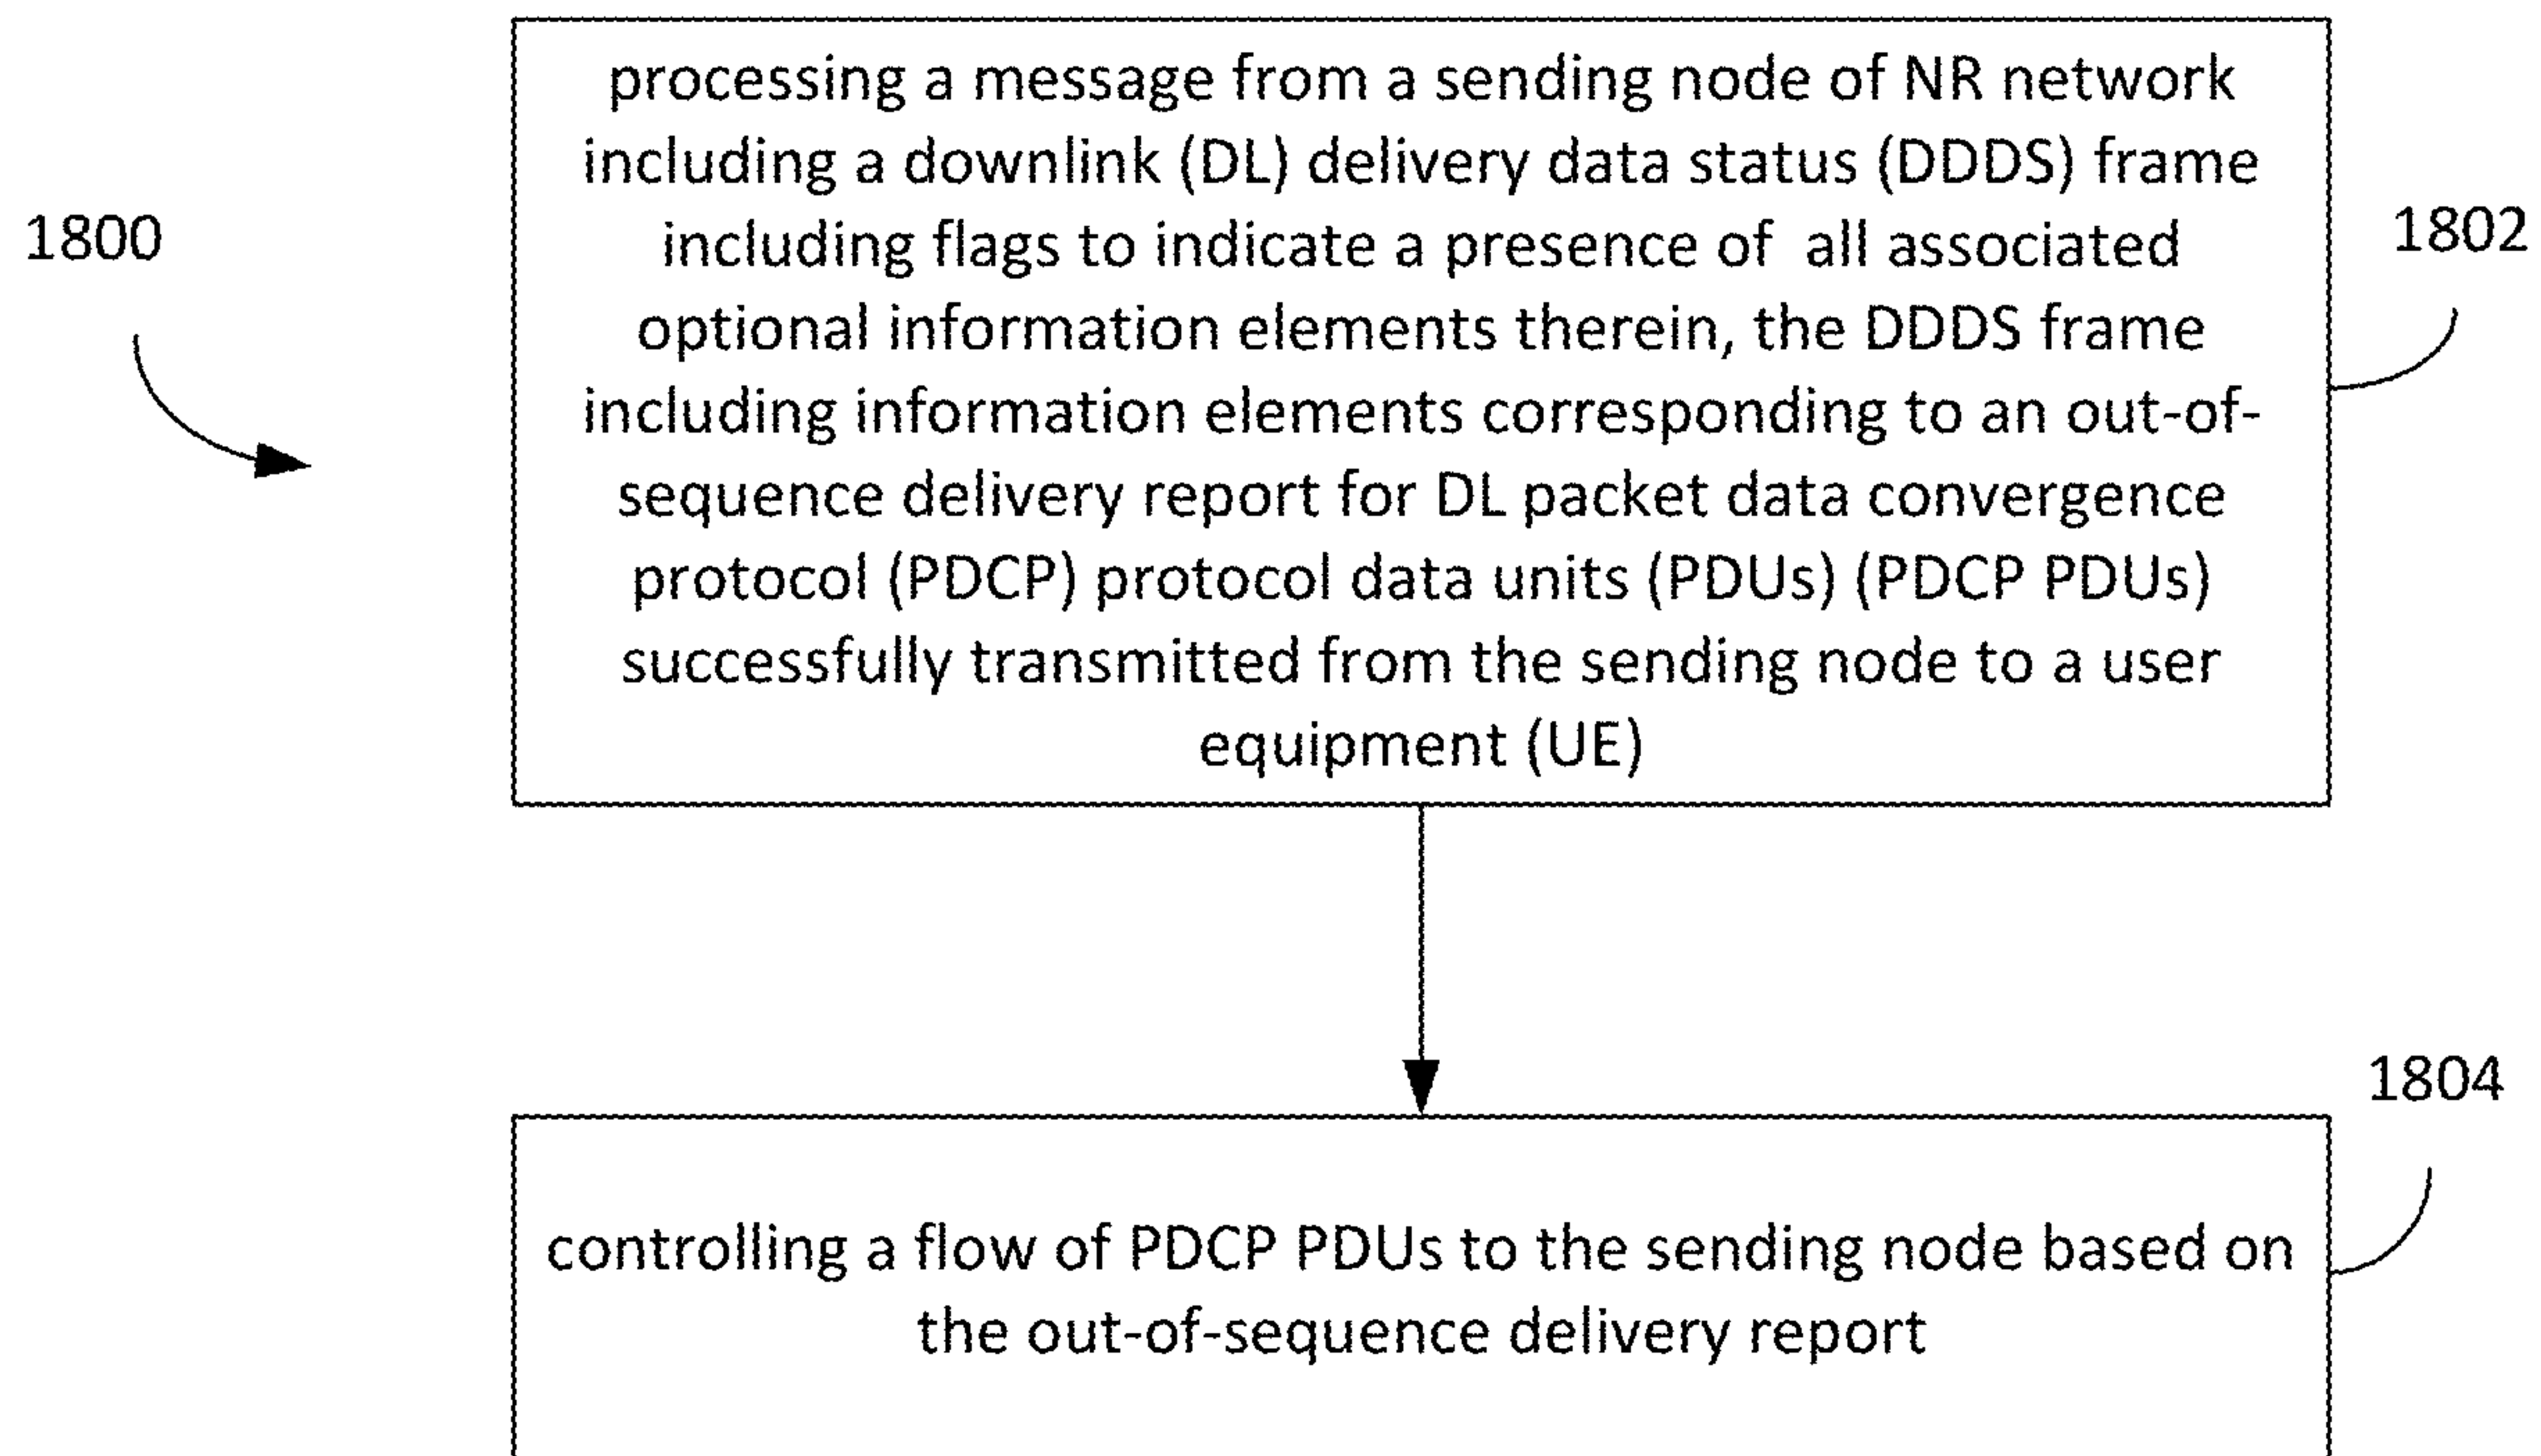 1800
processing a message from a sending node of NR network
including a downlink (DL) delivery data status (DDDS) frame
including flags to indicate a presence of  all associated
optional information elements therein, the DDDS frame
including information elements corresponding to an out-of-
sequence delivery report for DL packet data convergence
protocol (PDCP) protocol data units (PDUs) (PDCP PDUs)
successfully transmitted from the sending node to a user
equipment (UE)
1802
1804
controlling a flow of PDCP PDUs to the sending node based on
the out-of-sequence delivery report